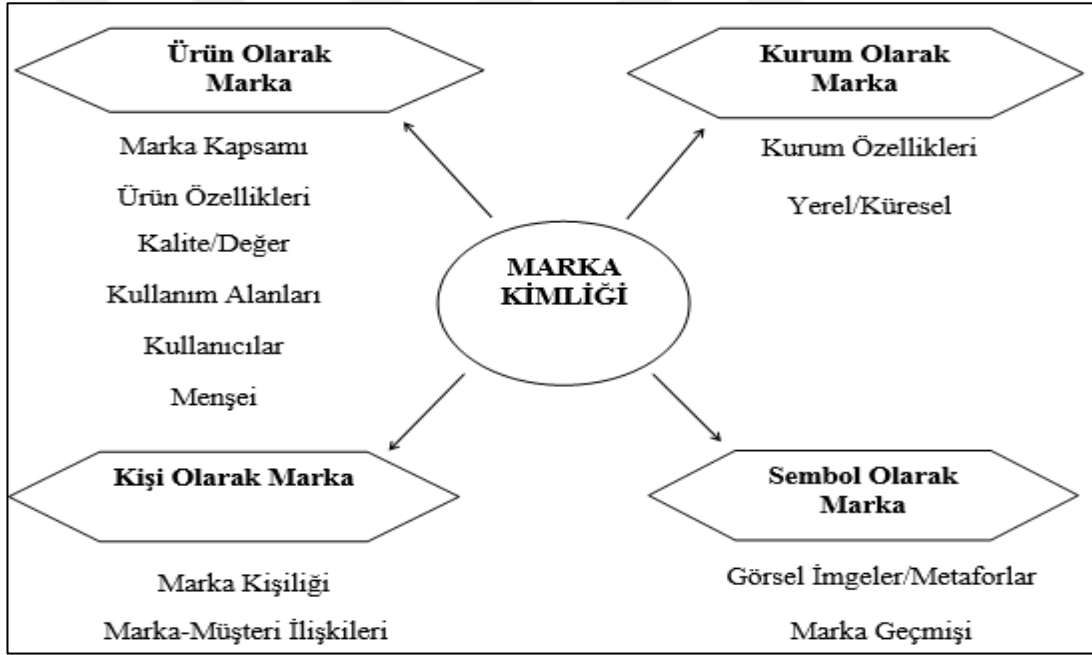 Ürün Olarak
Marka
Marka Kapsamı
Ürün Özellikleri
Kalite/Değer
Kullanım Alanları
Kullanıcılar
Menşei
Kurum Olarak
Marka
Kurum Özellikleri
Yerel/Küresel
MARKA
KİMLİĞİ
Kişi Olarak Marka
Marka Kişiliği
Marka-Müşteri İlişkileri
Sembol Olarak
Marka
Görsel İmgeler/Metaforlar
Marka Geçmişi